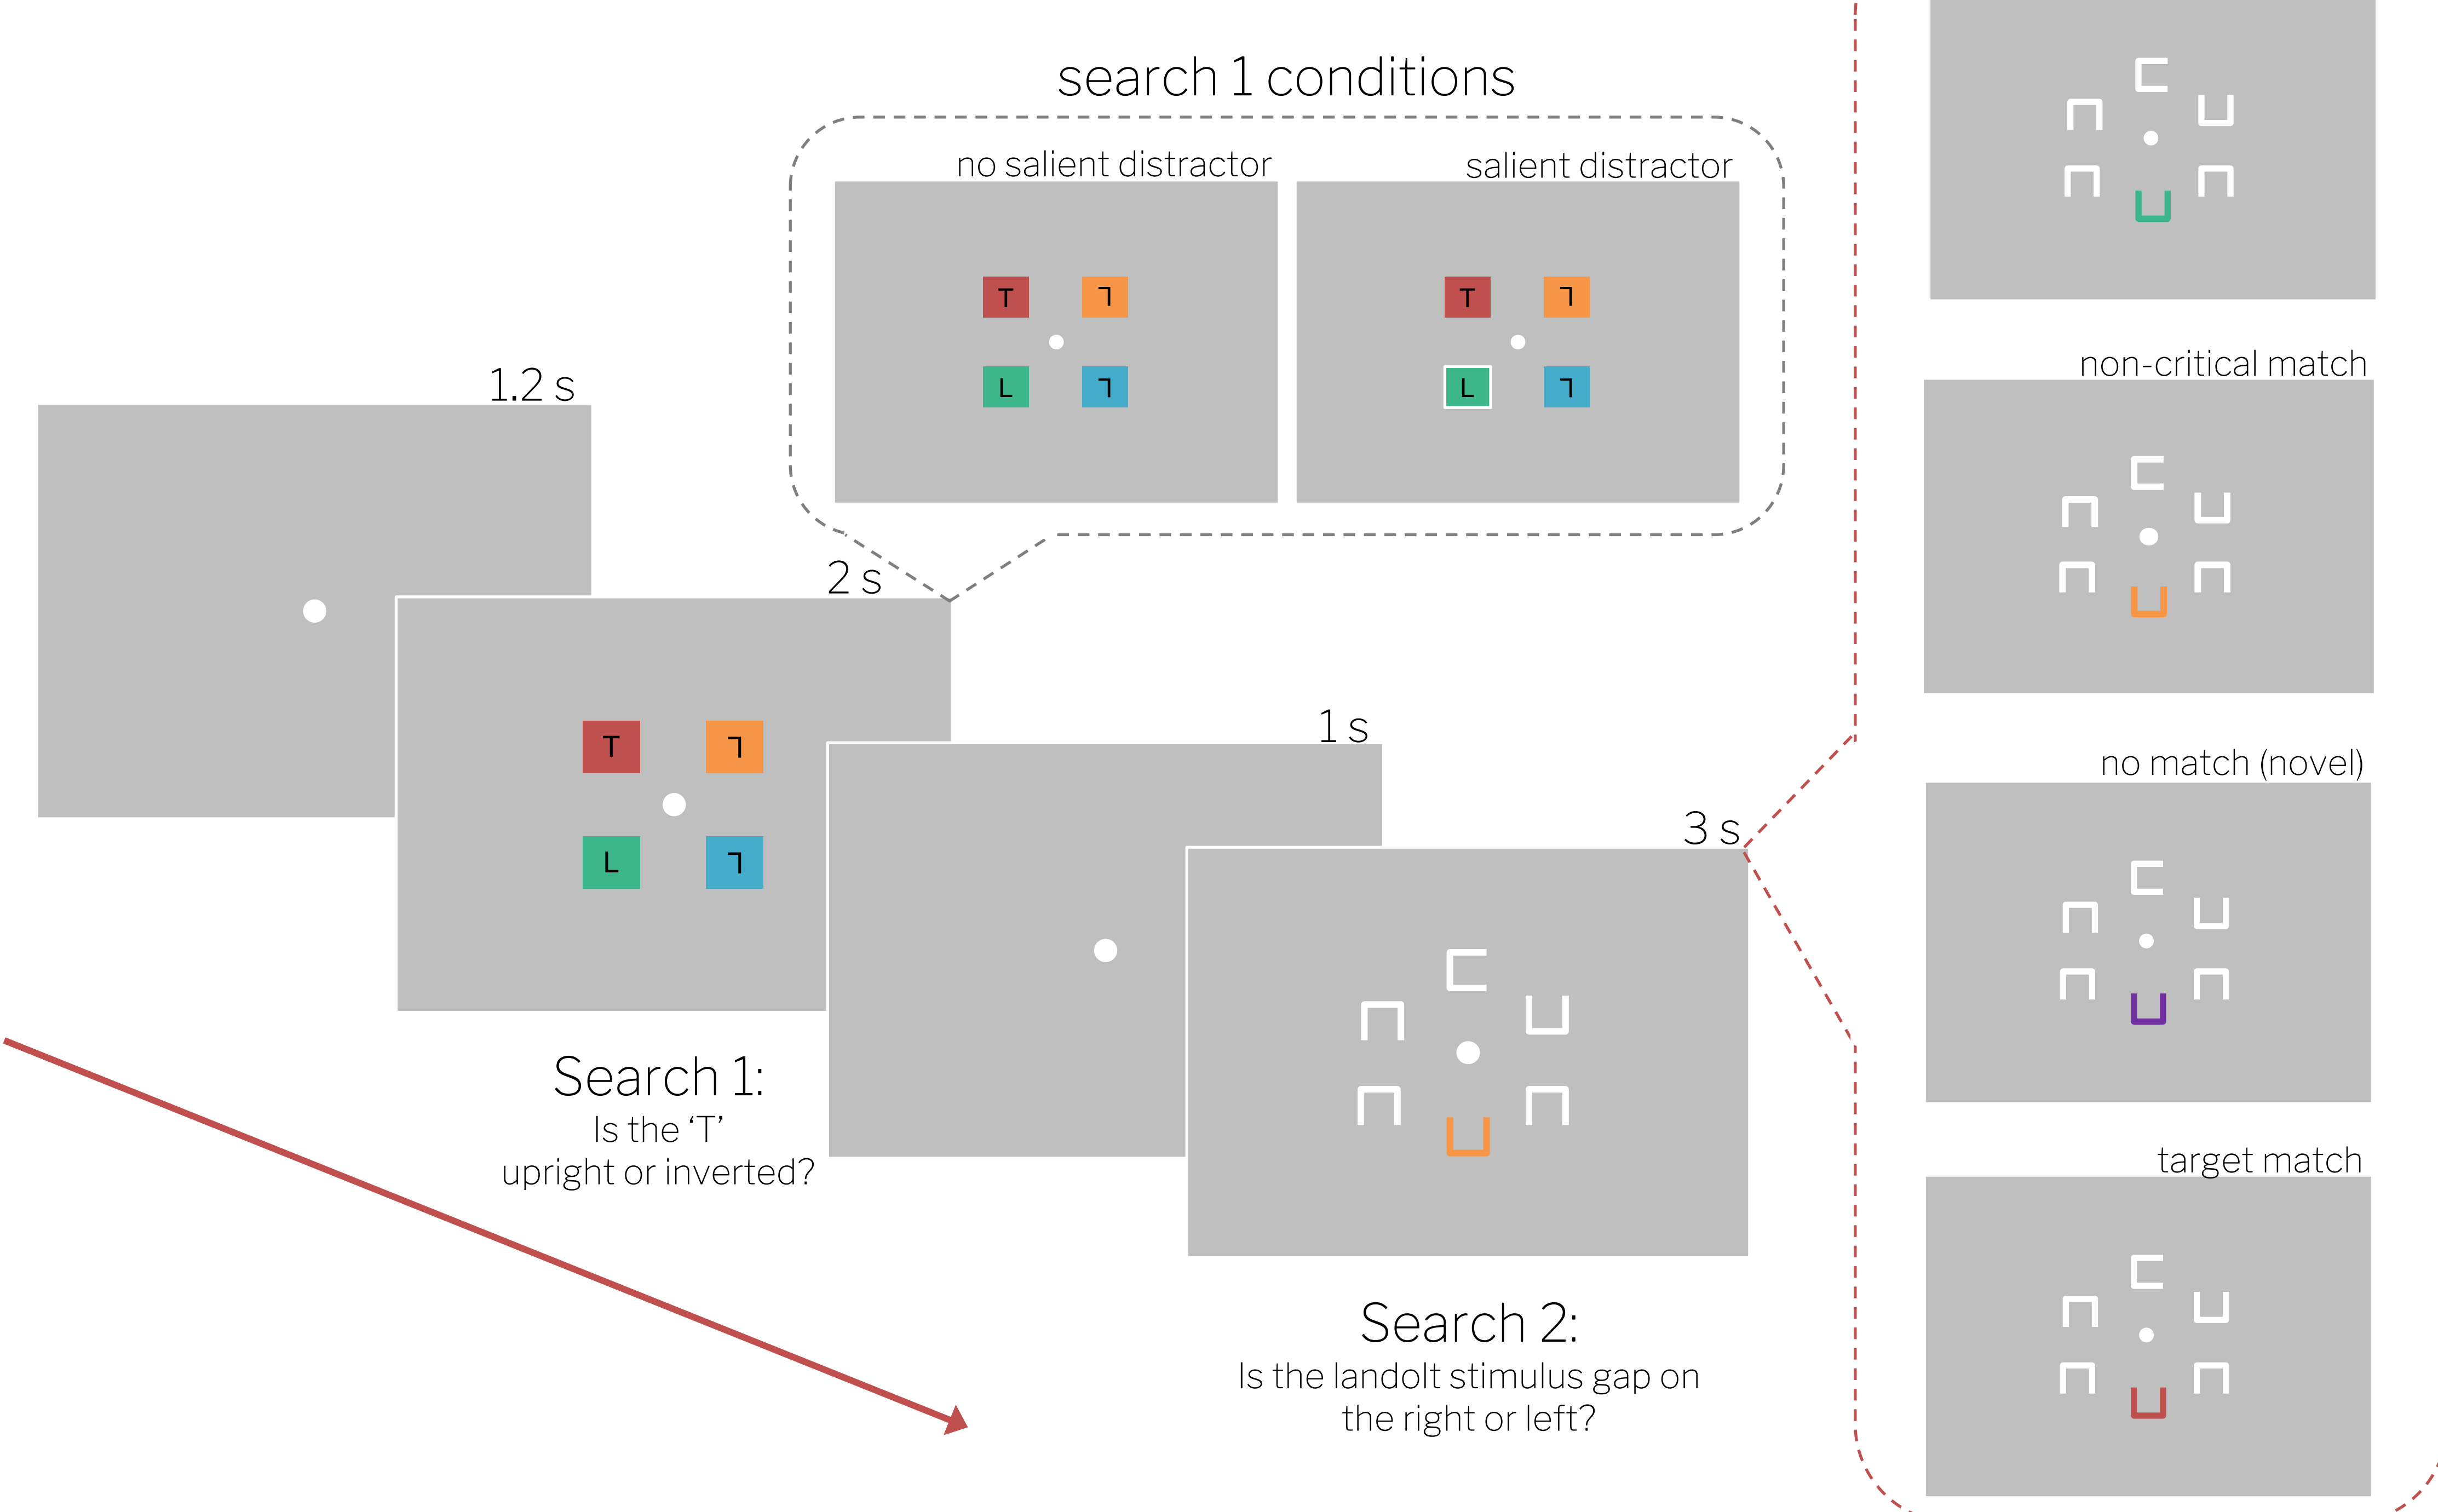 search 1 conditions
no salient distractor
salient distractor
T
T
L
L
non-critical match
1.2 s
2 s
T
L
1 s
no match (novel)
3 s
Search 1:
Is the ‘T’
upright or inverted?
target match
Search 2:
Is the landolt stimulus gap on
the right or left?